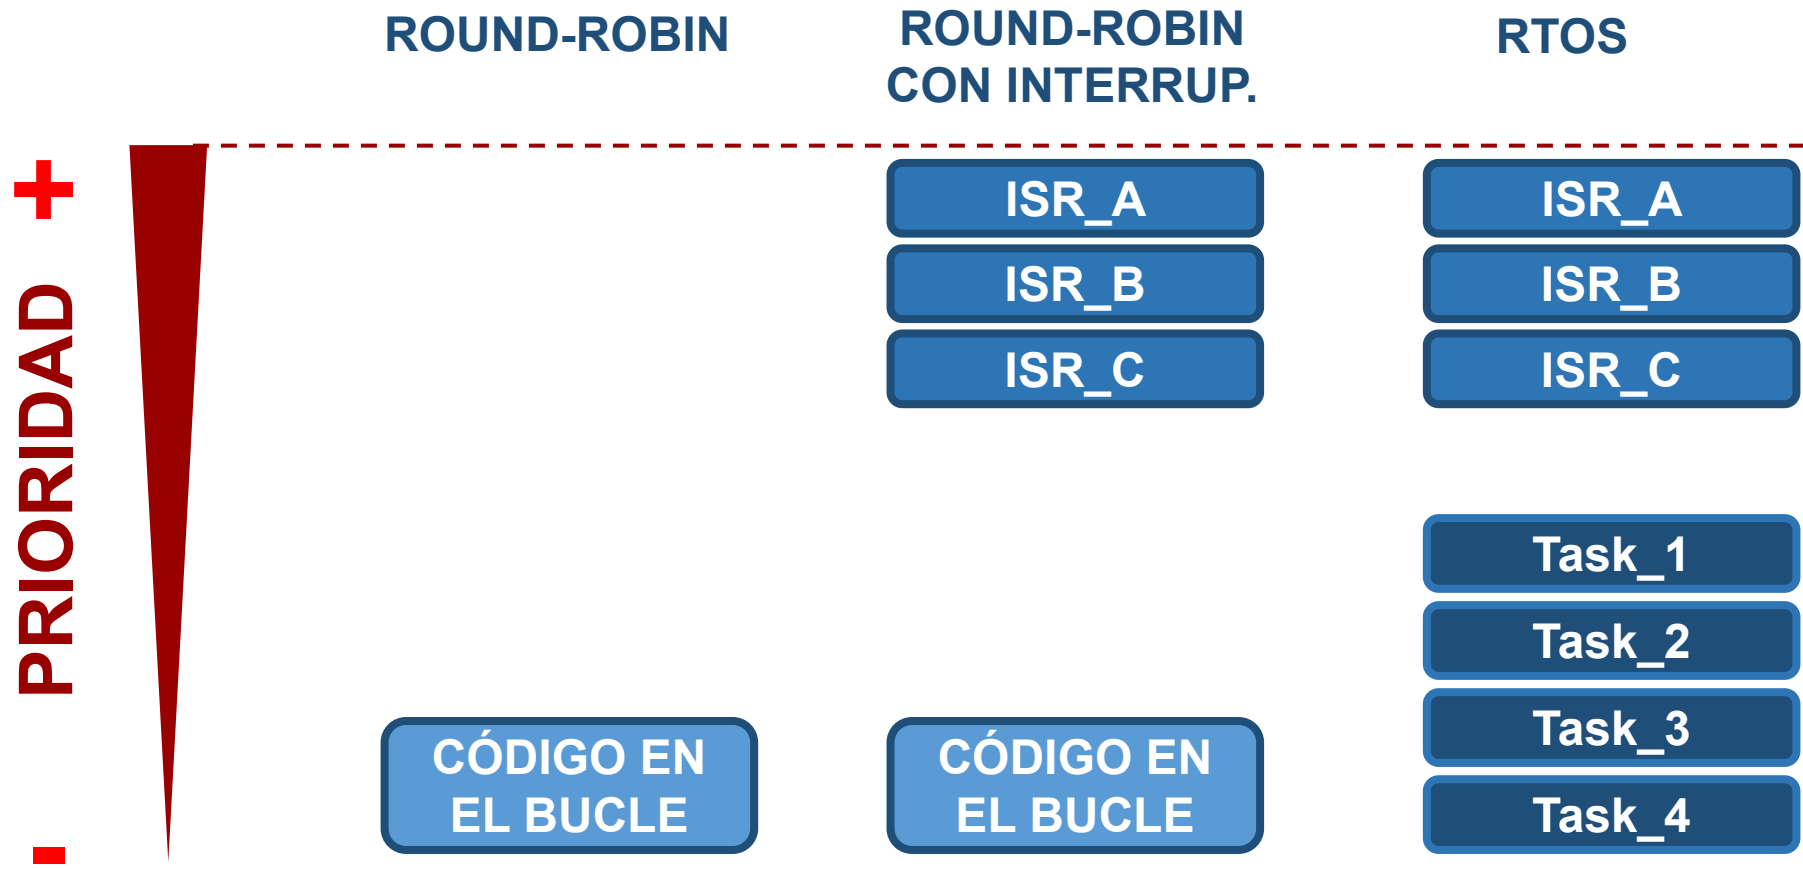 ROUND-ROBIN
ROUND-ROBIN
CON INTERRUP.
RTOS
+
PRIORIDAD
-
CÓDIGO EN
EL BUCLE
ISR_A
ISR_B
ISR_C
CÓDIGO EN
EL BUCLE
ISR_A
ISR_B
ISR_C
Task_1
Task_2
Task_3
Task_4